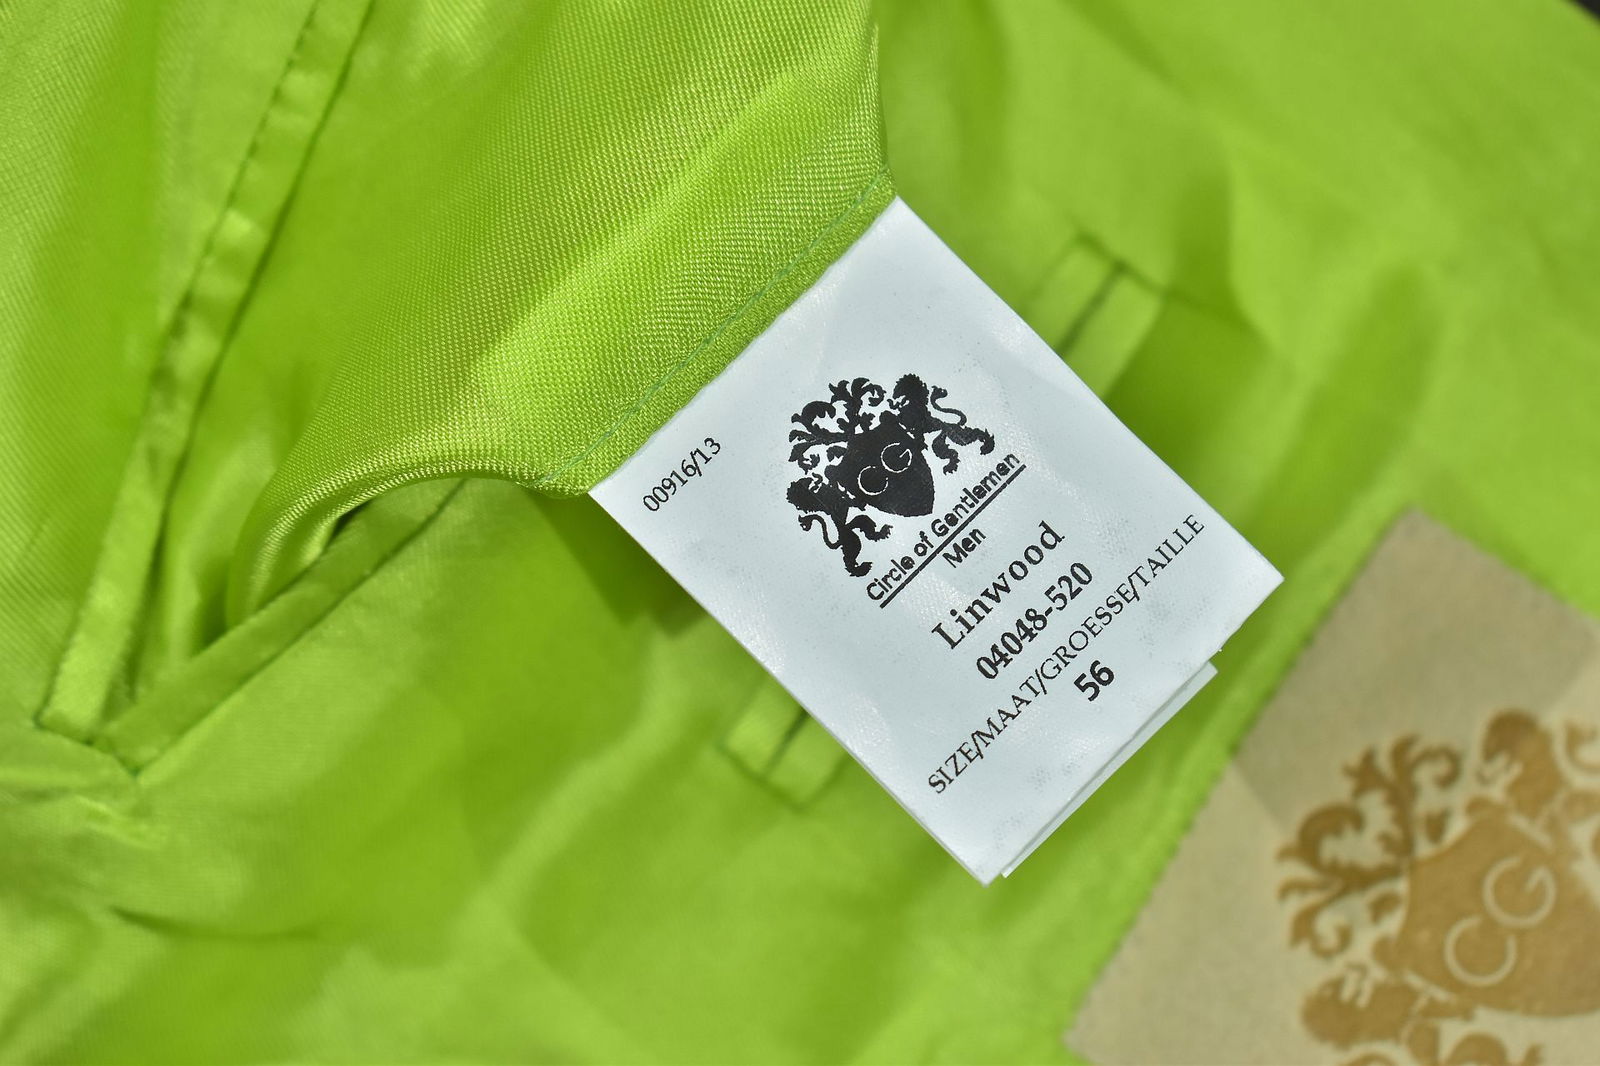 00916/13
CG
Circle of Gentlemen
Men
Linwood
04048-520
SIZE/MAAT/GROESSE/TAILLE
56
CG